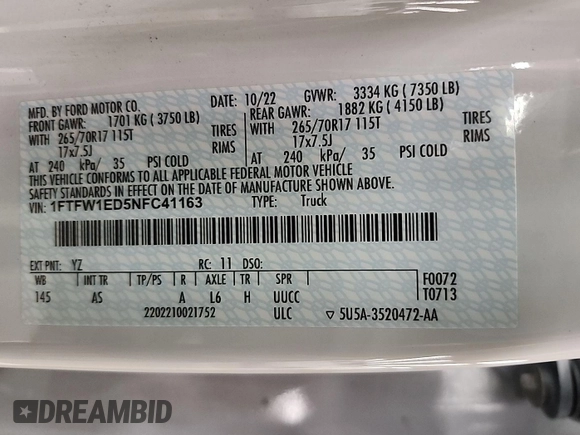 MFD. BY FORD MOTOR CO.
DATE: 10/22 GVWR: 3334 KG ( 7350 LB)
FRONT GAWR: 1701 KG ( 3750 LB) REAR GAWR: 1882 KG ( 4150 LB)
WITH 265/70R17 115T TIRES WITH 265/70R17 115T TIRES
17x7.5J RIMS 17x7.5J RIMS
AT 240 kPa/ 35 PSI COLD AT 240 kPa/ 35 PSI COLD
THIS VEHICLE CONFORMS TO ALL APPLICABLE FEDERAL MOTOR VEHICLE
SAFETY STANDARDS IN EFFECT ON THE DATE OF MANUFACTURE SHOWN ABOVE.
VIN: 1FTFW1ED5NFC41163 TYPE: Truck
EXT PNT: YZ RC: 11 DSO:
WB INT TR TP/PS R AXLE TR SPR F0072
145 AS A L6 H UUCC T0713
2202210021752 ULC ▽ 5U5A-3520472-AA
DREAMBID